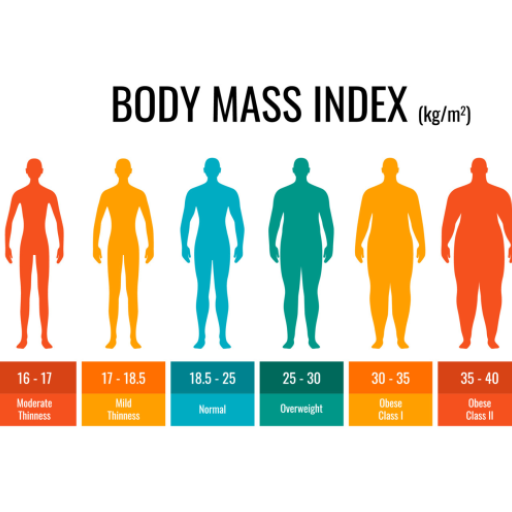 BODY MASS INDEX (kg/m²)
16 - 17
Moderate
Thinness
17 - 18.5
Mild
Thinness
18.5 - 25
Normal
25 - 30
Overweight
30 - 35
Obese
Class I
35 - 40
Obese
Class II